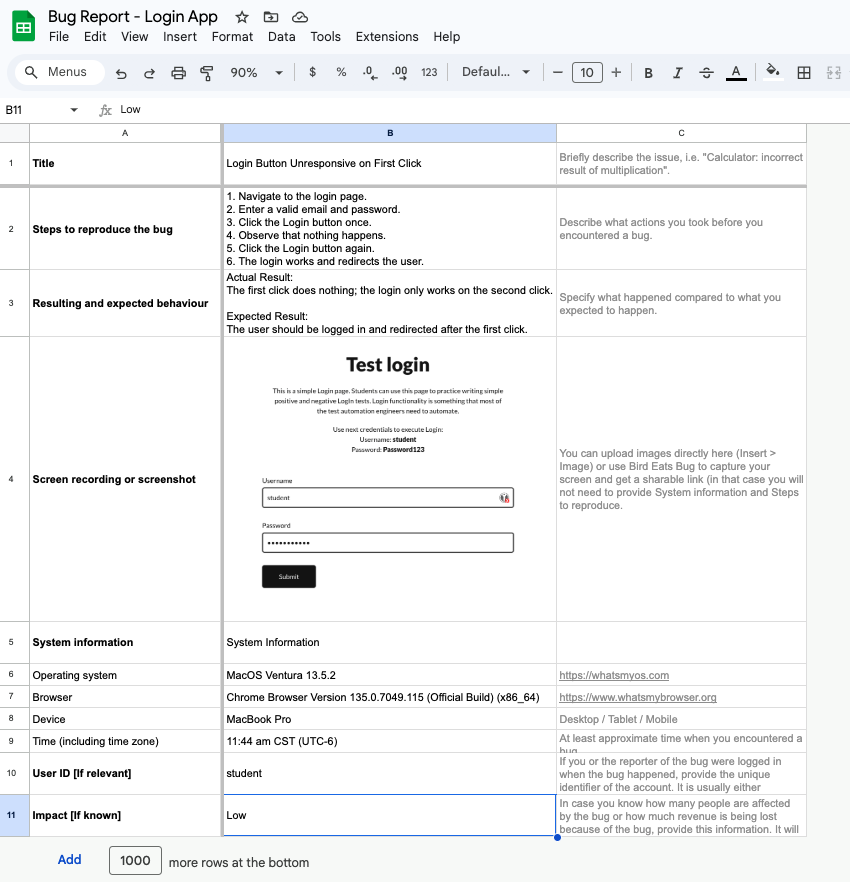 Bug Report - Login App
File Edit View Insert Format Data Tools Extensions Help
Menus 90% $ % .0 .00 123 Defaul... 10 B I S A
B11 fx Low
A B C
1 Title Login Button Unresponsive on First Click
Briefly describe the issue, i.e. "Calculator: incorrect
result of multiplication".
2 Steps to reproduce the bug
1. Navigate to the login page.
2. Enter a valid email and password.
3. Click the Login button once.
4. Observe that nothing happens.
5. Click the Login button again.
6. The login works and redirects the user.
Describe what actions you took before you
encountered a bug.
3 Resulting and expected behaviour
Actual Result:
The first click does nothing; the login only works on the second click.
Expected Result:
The user should be logged in and redirected after the first click.
Specify what happened compared to what you
expected to happen.
4 Screen recording or screenshot
Test login
This is a simple Login page. Students can use this page to practice writing simple
positive and negative LogIn tests. Login functionality is something that most of
the test automation engineers need to automate.
Use next credentials to execute Login:
Username: student
Password: Password123
Username
student
Password
•••••••••••
Submit
You can upload images directly here (Insert >
Image) or use Bird Eats Bug to capture your
screen and get a sharable link (in that case you will
not need to provide System information and Steps
to reproduce.
5 System information System Information
6 Operating system MacOS Ventura 13.5.2 https://whatsmyos.com
7 Browser Chrome Browser Version 135.0.7049.115 (Official Build) (x86_64) https://www.whatsmybrowser.org
8 Device MacBook Pro Desktop / Tablet / Mobile
9 Time (including time zone) 11:44 am CST (UTC-6)
At least approximate time when you encountered a
bug
10 User ID [If relevant] student
If you or the reporter of the bug were logged in
when the bug happened, provide the unique
identifier of the account. It is usually either
11 Impact [If known] Low
In case you know how many people are affected
by the bug or how much revenue is being lost
because of the bug, provide this information. It will
Add 1000 more rows at the bottom